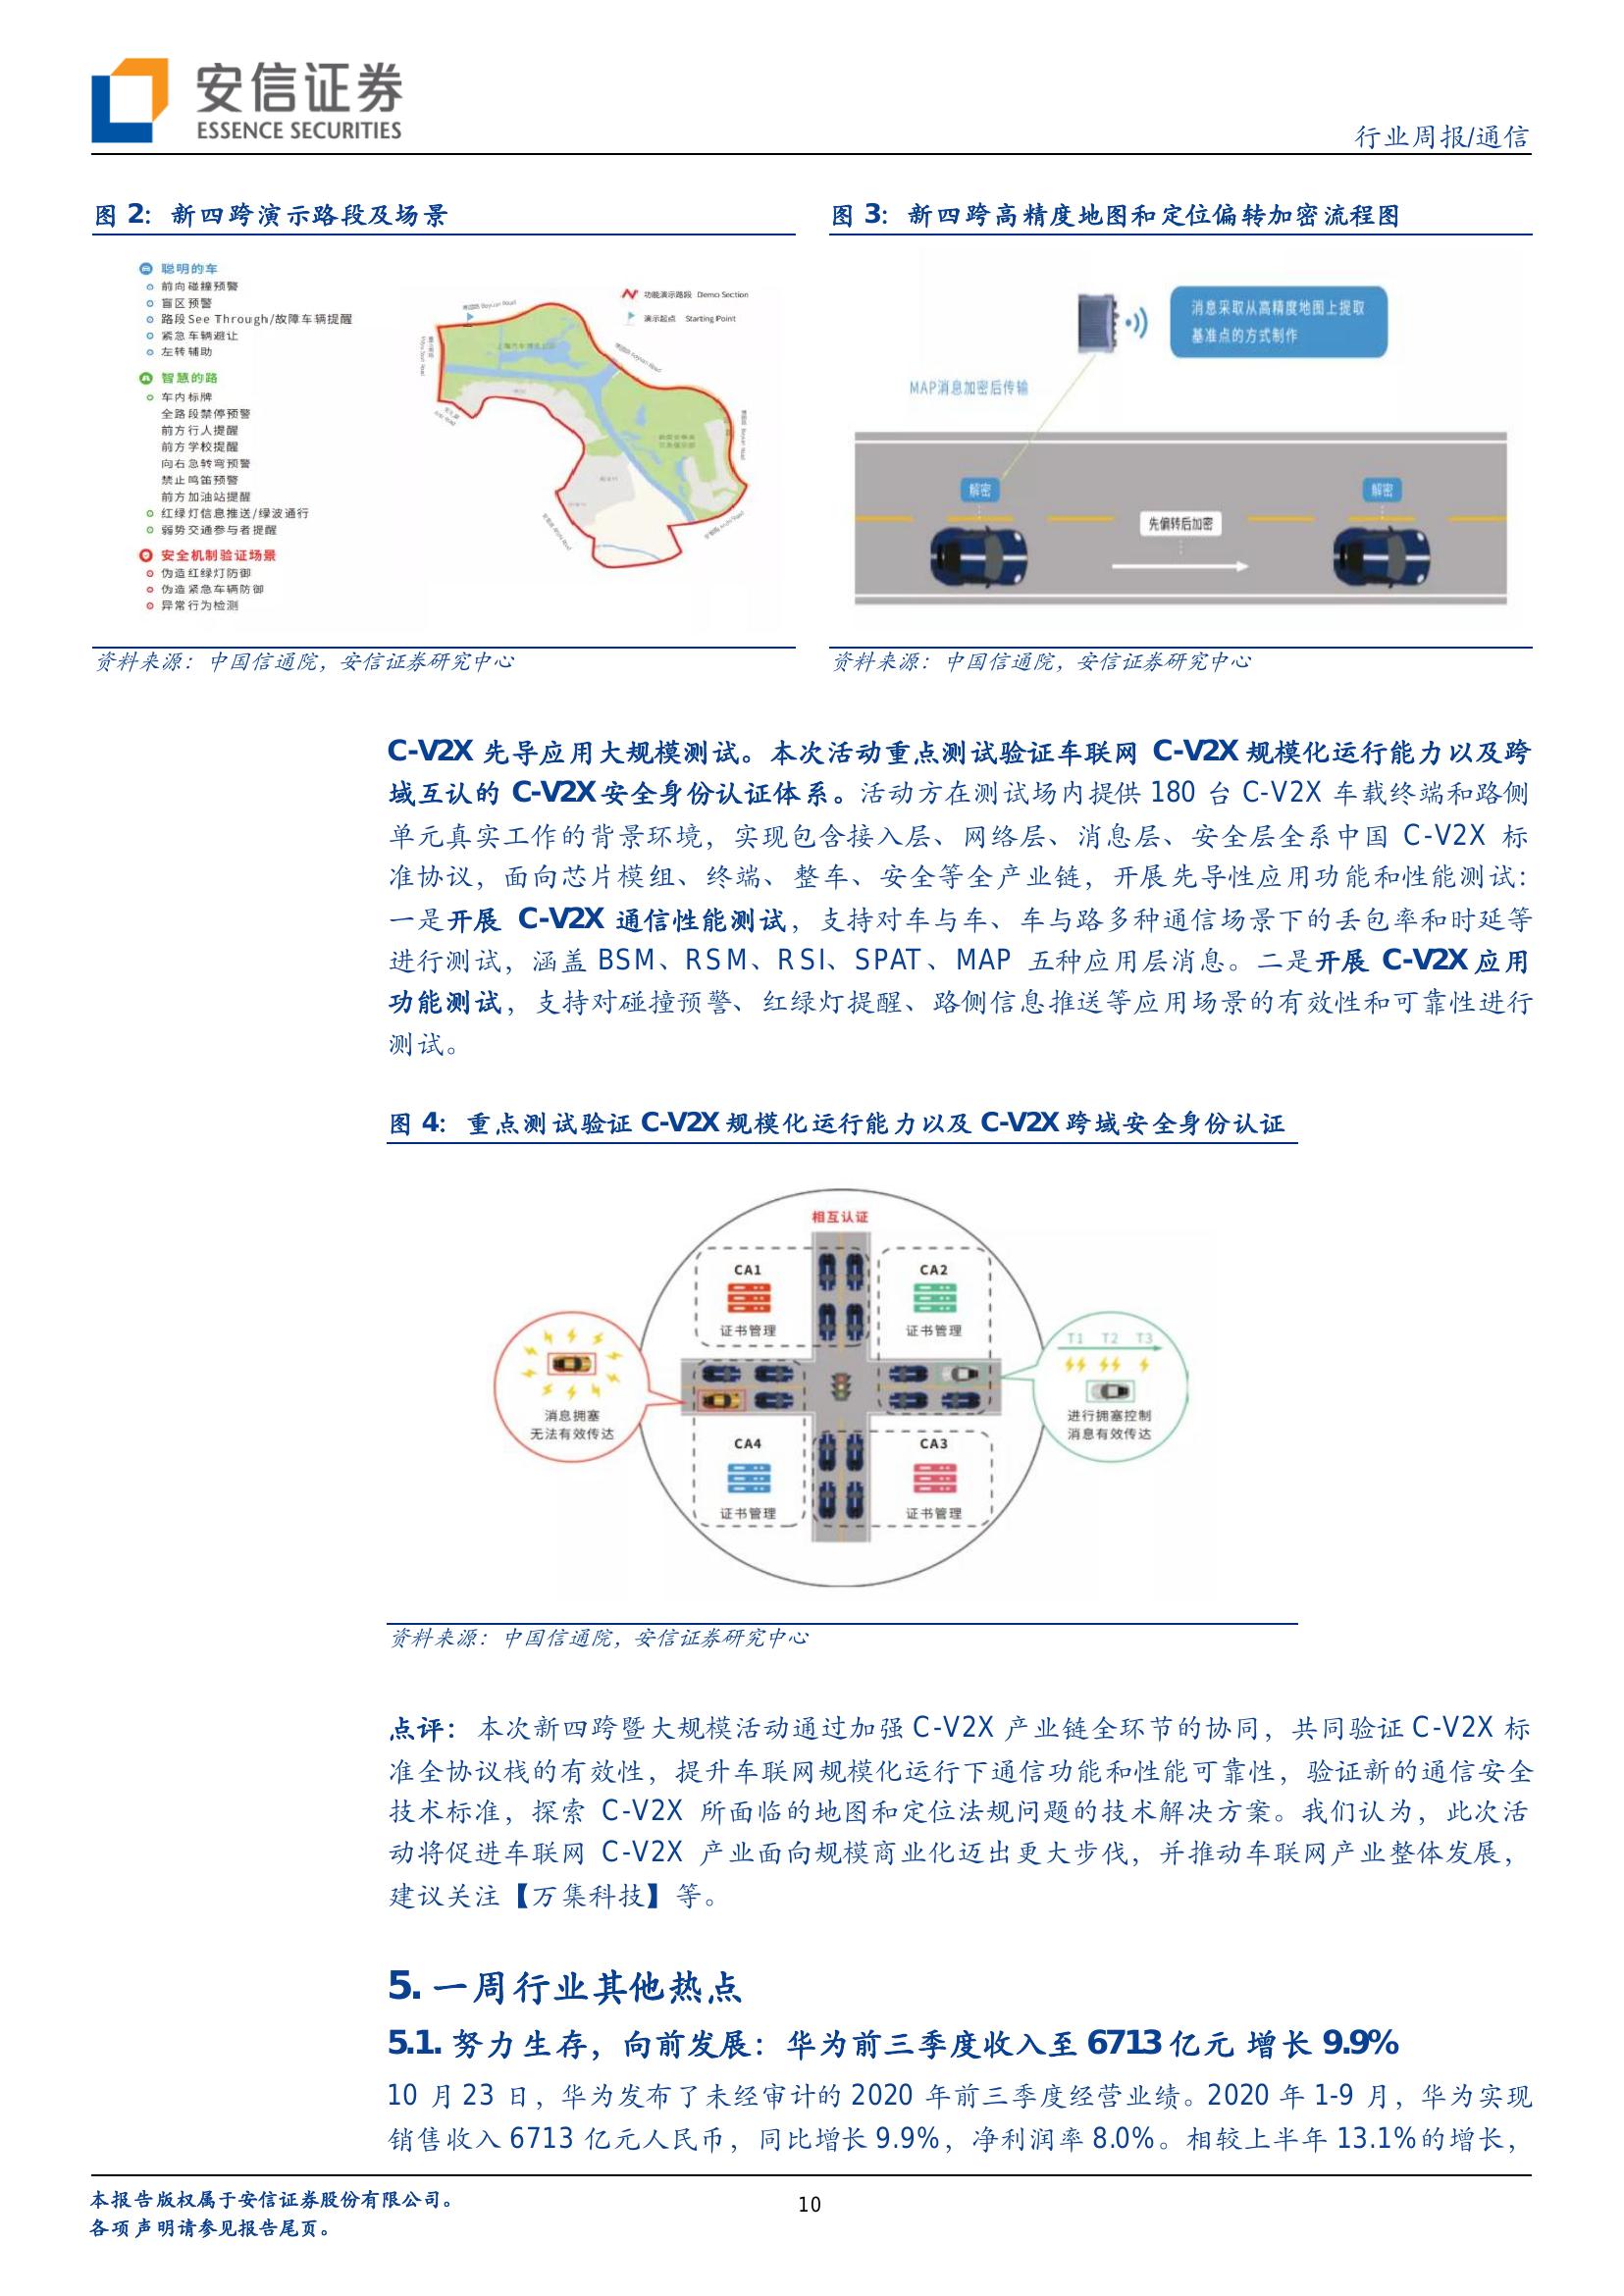 安信证券
ESSENCE SECURITIES
行业周报/通信
图 2：新四跨演示路段及场景
聪明的车
前向碰撞预警
盲区预警
路段See Through/故障车辆提醒
紧急车辆避让
左转辅助
智慧的路
车内标牌
全路段禁停预警
前方行人提醒
前方学校提醒
向右急转弯预警
禁止鸣笛预警
前方加油站提醒
红绿灯信息推送/绿波通行
弱势交通参与者提醒
安全机制验证场景
伪造红绿灯防御
伪造紧急车辆防御
异常行为检测
功能演示路段 Demo Section
演示起点 Starting Point
资料来源：中国信通院，安信证券研究中心
图 3：新四跨高精度地图和定位偏转加密流程图
消息采取从高精度地图上提取
基准点的方式制作
MAP消息加密后传输
解密
解密
先偏转后加密
资料来源：中国信通院，安信证券研究中心
C-V2X 先导应用大规模测试。本次活动重点测试验证车联网 C-V2X 规模化运行能力以及跨
域互认的 C-V2X 安全身份认证体系。活动方在测试场内提供 180 台 C-V2X 车载终端和路侧
单元真实工作的背景环境，实现包含接入层、网络层、消息层、安全层全系中国 C-V2X 标
准协议，面向芯片模组、终端、整车、安全等全产业链，开展先导性应用功能和性能测试：
一是开展 C-V2X 通信性能测试，支持对车与车、车与路多种通信场景下的丢包率和时延等
进行测试，涵盖 BSM、RSM、RSI、SPAT、MAP 五种应用层消息。二是开展 C-V2X 应用
功能测试，支持对碰撞预警、红绿灯提醒、路侧信息推送等应用场景的有效性和可靠性进行
测试。
图 4：重点测试验证 C-V2X 规模化运行能力以及 C-V2X 跨域安全身份认证
相互认证
CA1
证书管理
CA2
证书管理
消息拥塞
无法有效传达
T1 T2 T3
进行拥塞控制
消息有效传达
CA4
证书管理
CA3
证书管理
资料来源：中国信通院，安信证券研究中心
点评：本次新四跨暨大规模活动通过加强 C-V2X 产业链全环节的协同，共同验证 C-V2X 标
准全协议栈的有效性，提升车联网规模化运行下通信功能和性能可靠性，验证新的通信安全
技术标准，探索 C-V2X 所面临的地图和定位法规问题的技术解决方案。我们认为，此次活
动将促进车联网 C-V2X 产业面向规模商业化迈出更大步伐，并推动车联网产业整体发展，
建议关注【万集科技】等。
5. 一周行业其他热点
5.1. 努力生存，向前发展：华为前三季度收入至 6713 亿元 增长 9.9%
10 月 23 日，华为发布了未经审计的 2020 年前三季度经营业绩。2020 年 1-9 月，华为实现
销售收入 6713 亿元人民币，同比增长 9.9%，净利润率 8.0%。相较上半年 13.1%的增长，
本报告版权属于安信证券股份有限公司。
各项声明请参见报告尾页。
10